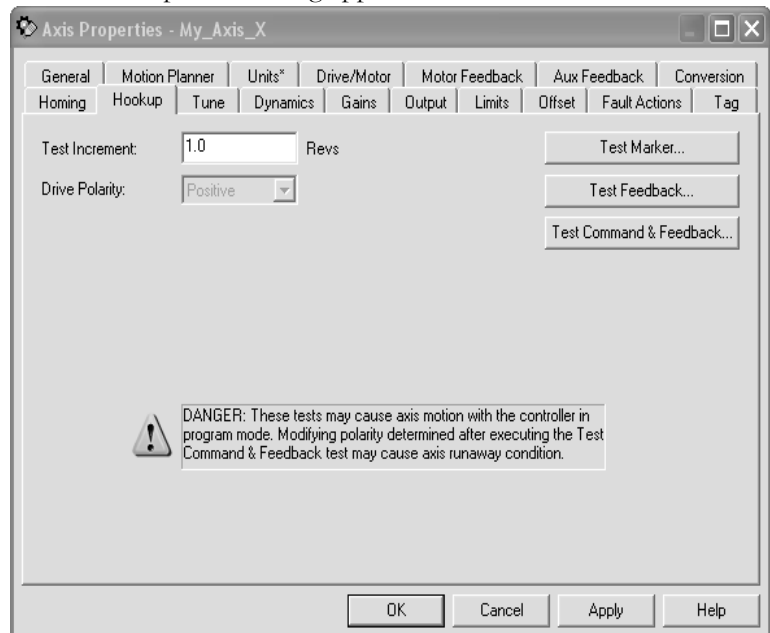 Axis Properties - My_Axis_X
General Motion Planner Units* Drive/Motor Motor Feedback Aux Feedback Conversion
Homing Hookup Tune Dynamics Gains Output Limits Offset Fault Actions Tag
Test Increment: 1.0 Revs Test Marker...
Drive Polarity: Positive Test Feedback...
Test Command & Feedback...
DANGER: These tests may cause axis motion with the controller in
program mode. Modifying polarity determined after executing the Test
Command & Feedback test may cause axis runaway condition.
OK Cancel Apply Help